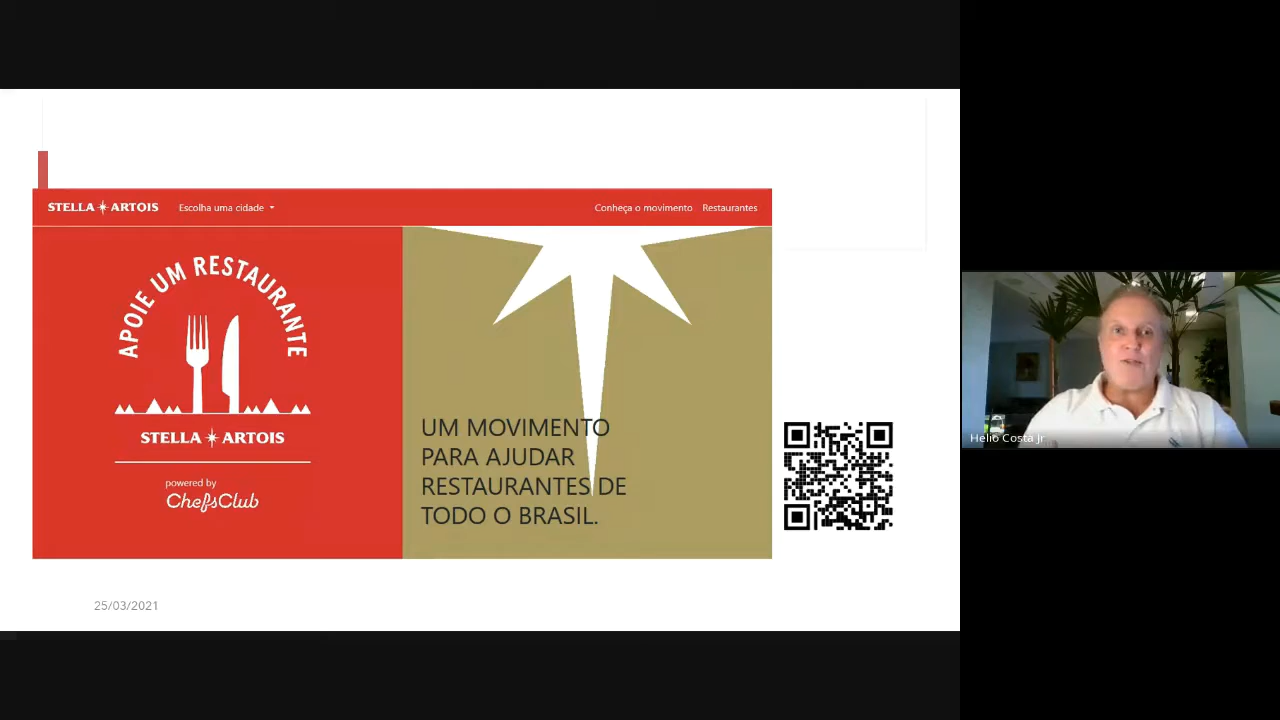 STELLA ARTOIS
Escolha uma cidade
Conheça o movimento
Restaurantes
APOIE UM RESTAURANTE
STELLA ARTOIS
powered by
ChefsClub
UM MOVIMENTO
PARA AJUDAR
RESTAURANTES DE
TODO O BRASIL.
25/03/2021
Helio Costa Jr